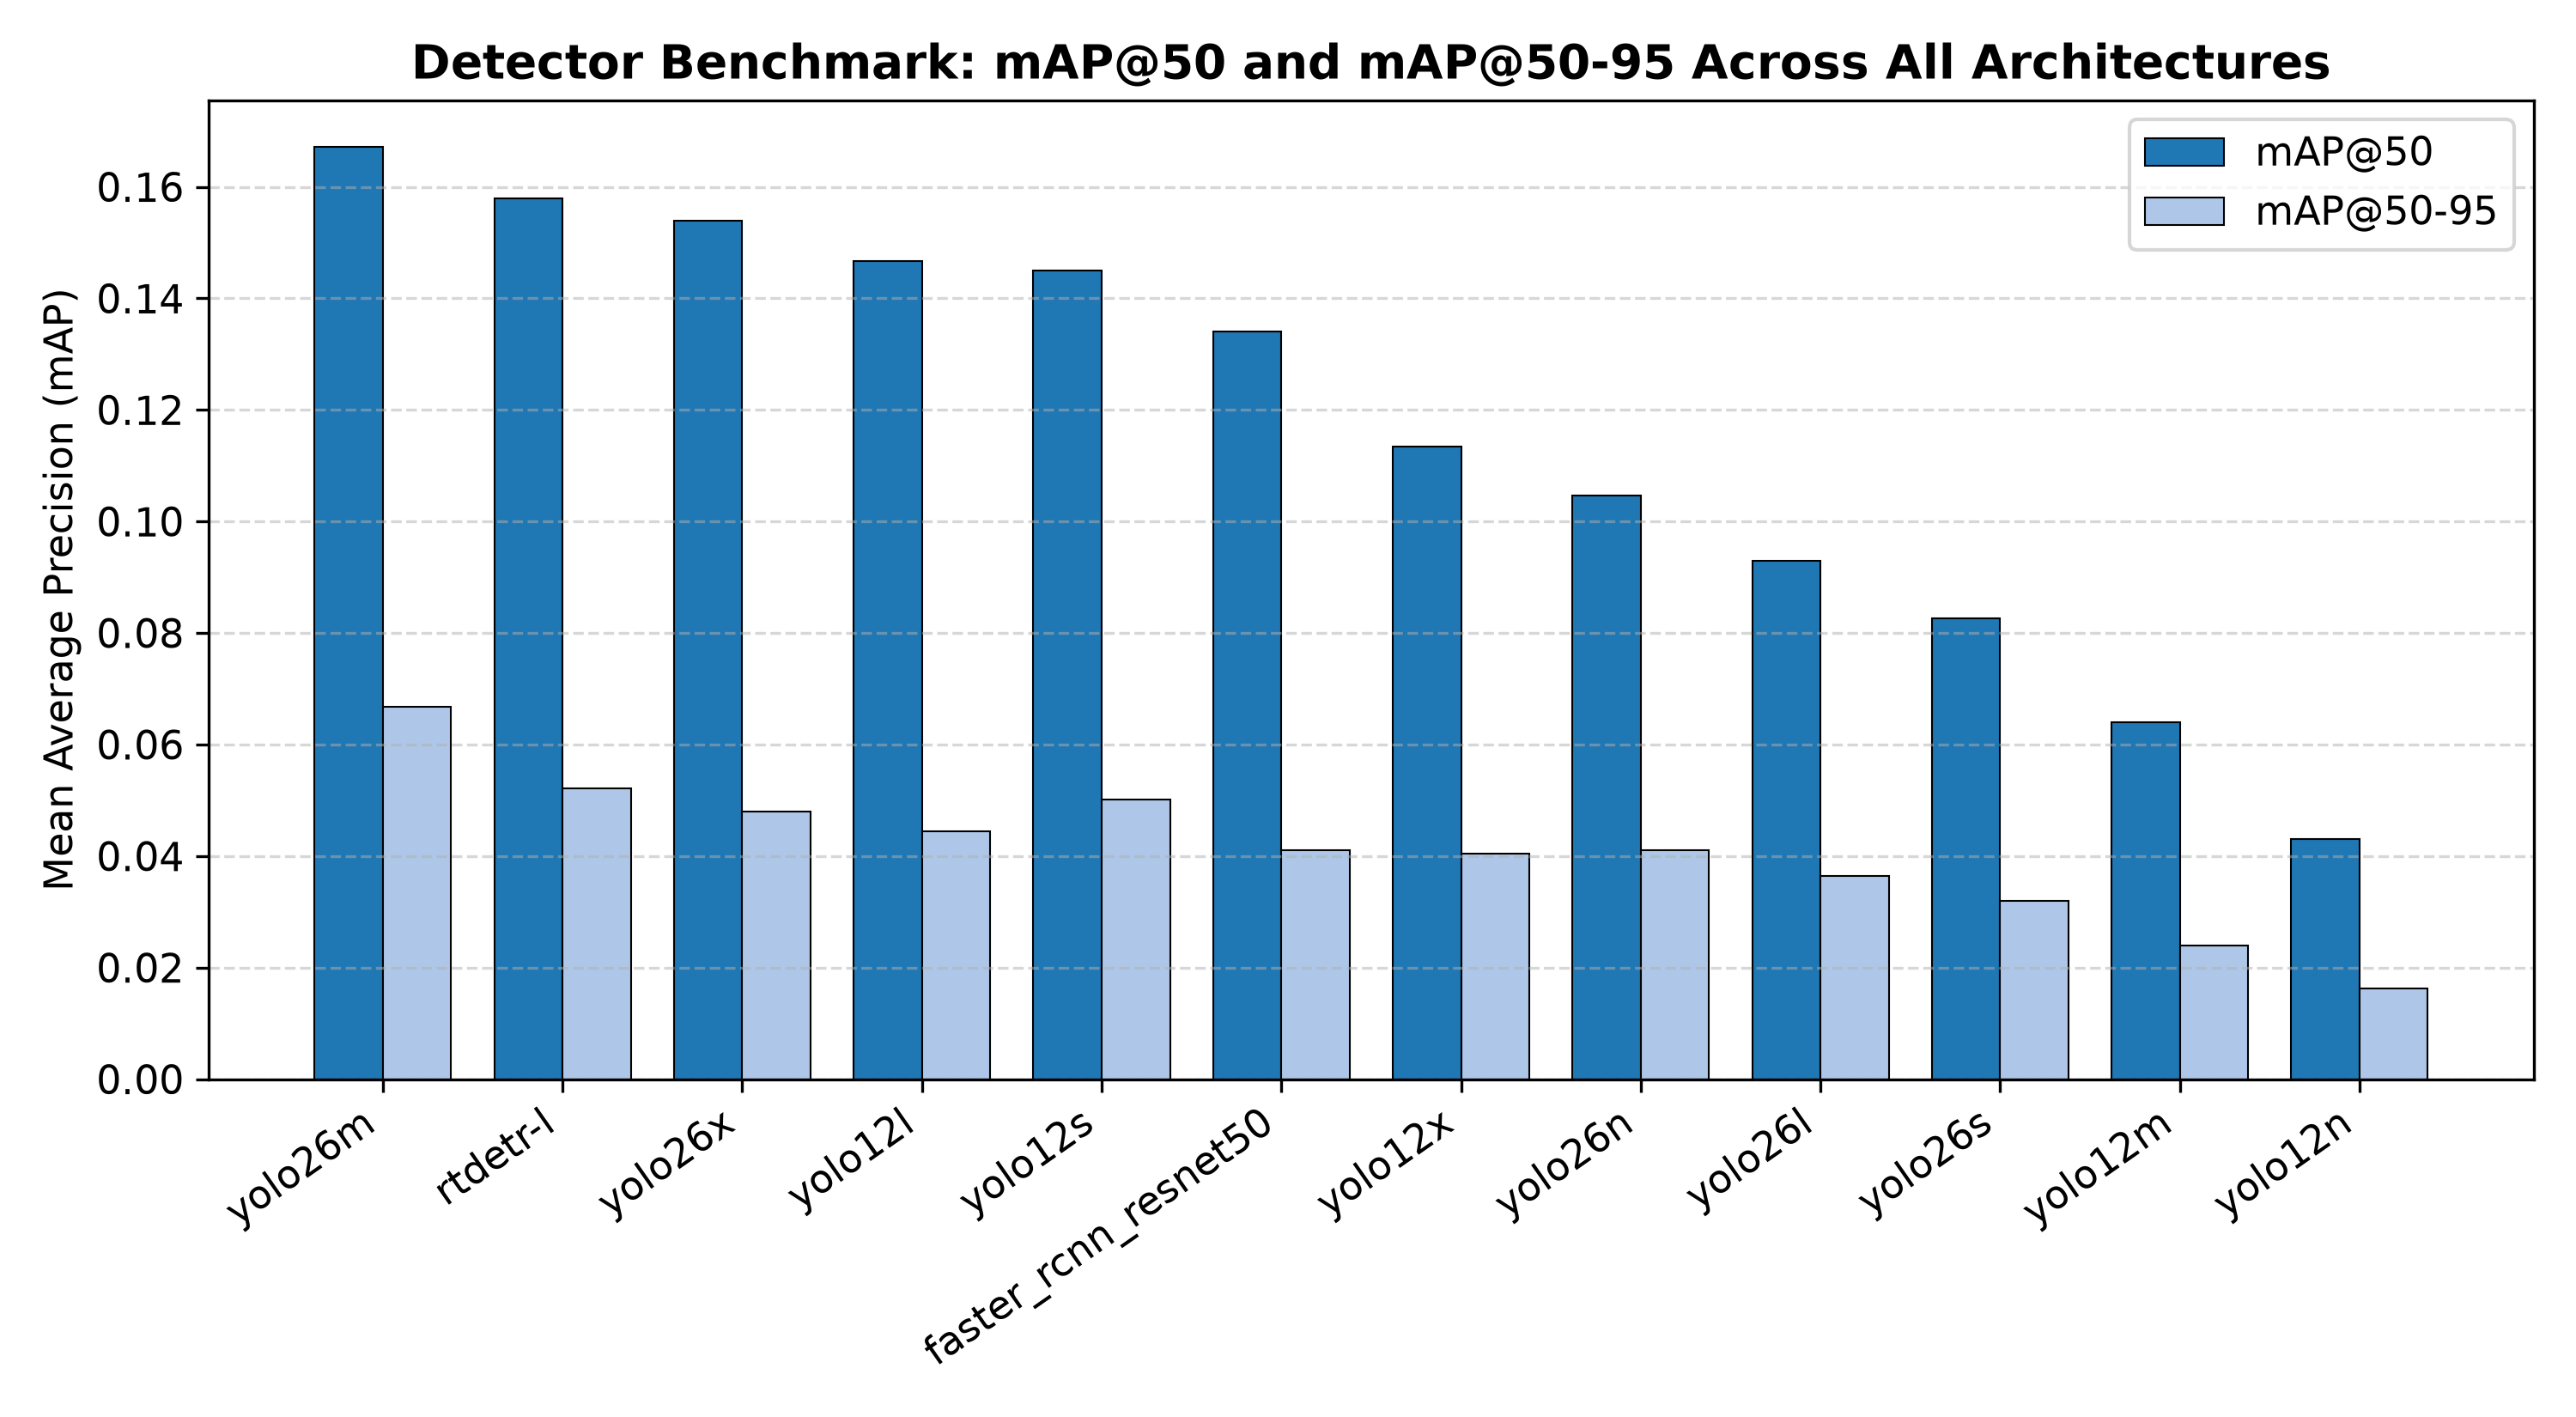 Detector Benchmark: mAP@50 and mAP@50-95 Across All Architectures
mAP@50
mAP@50-95
Mean Average Precision (mAP)
0.16
0.14
0.12
0.10
0.08
0.06
0.04
0.02
0.00
yolo26m
rtdetr-l
yolo26x
yolo12l
yolo12s
faster_rcnn_resnet50
yolo12x
yolo26n
yolo26l
yolo26s
yolo12m
yolo12n